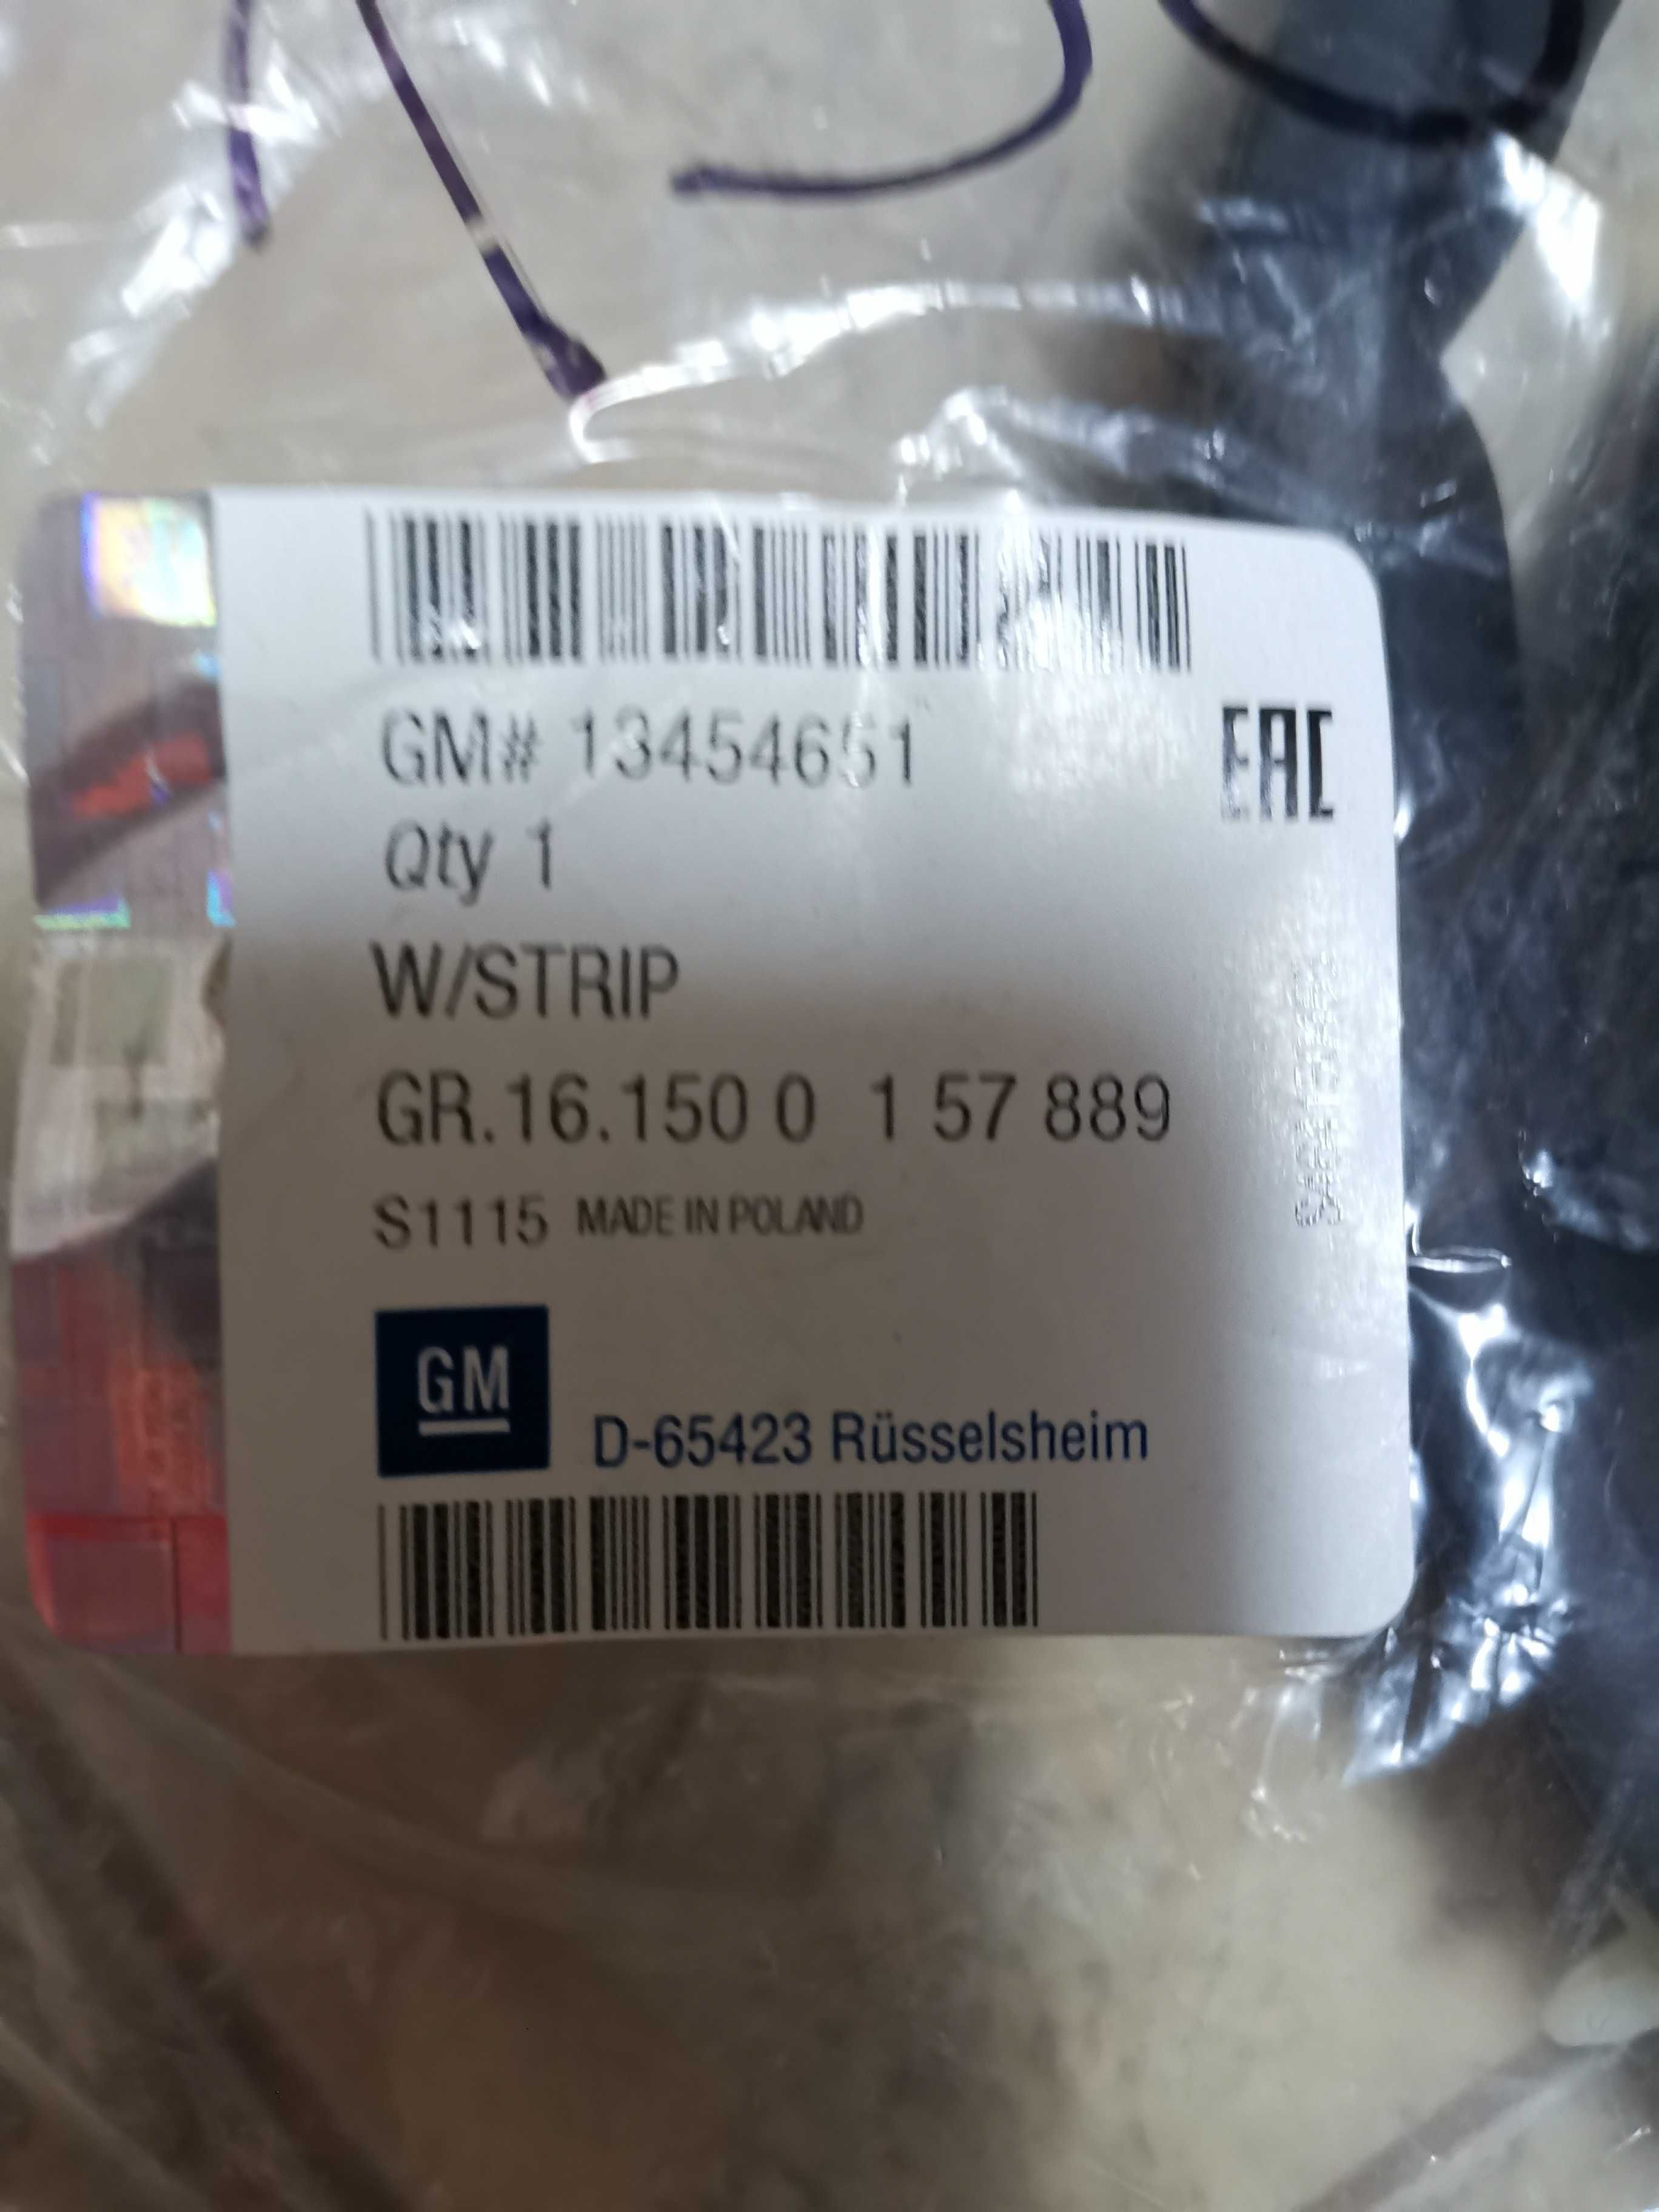 GM# 13454651
EAC
Qty 1
W/STRIP
GR.16.150 0 1 57 889
S1115 MADE IN POLAND
GM
D-65423 Rüsselsheim